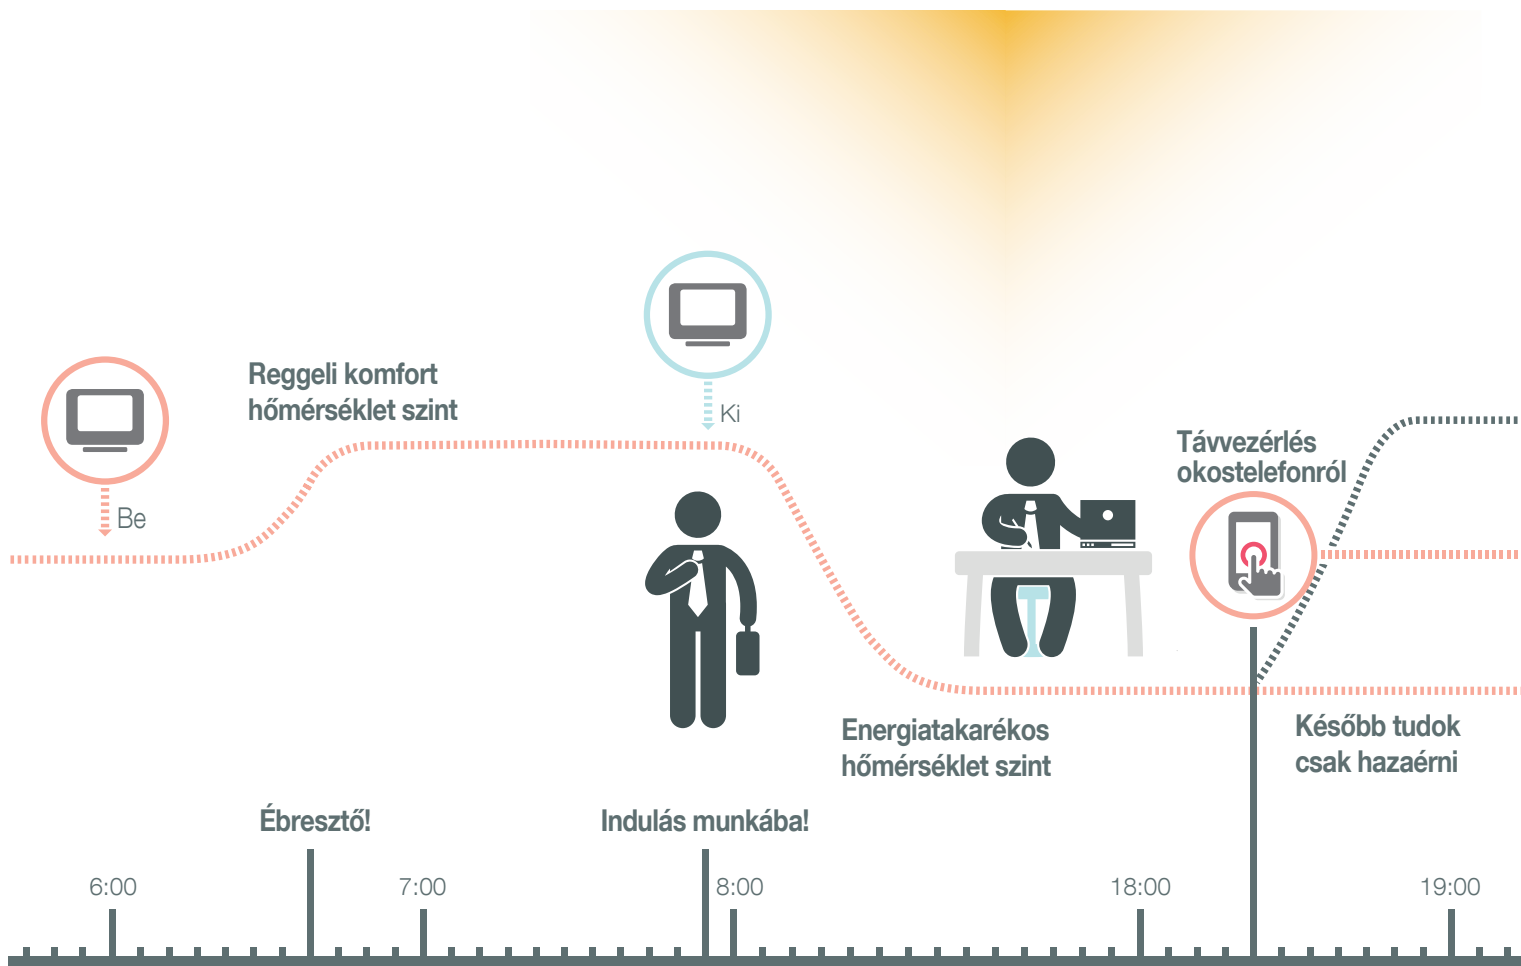 Ki
Reggeli komfort
hőmérséklet szint
Be
Távvezérlés
okostelefonról
Energiatakarékos
hőmérséklet szint
Később tudok
csak hazaérni
Ébresztő!
Indulás munkába!
6:00
7:00
8:00
18:00
19:00